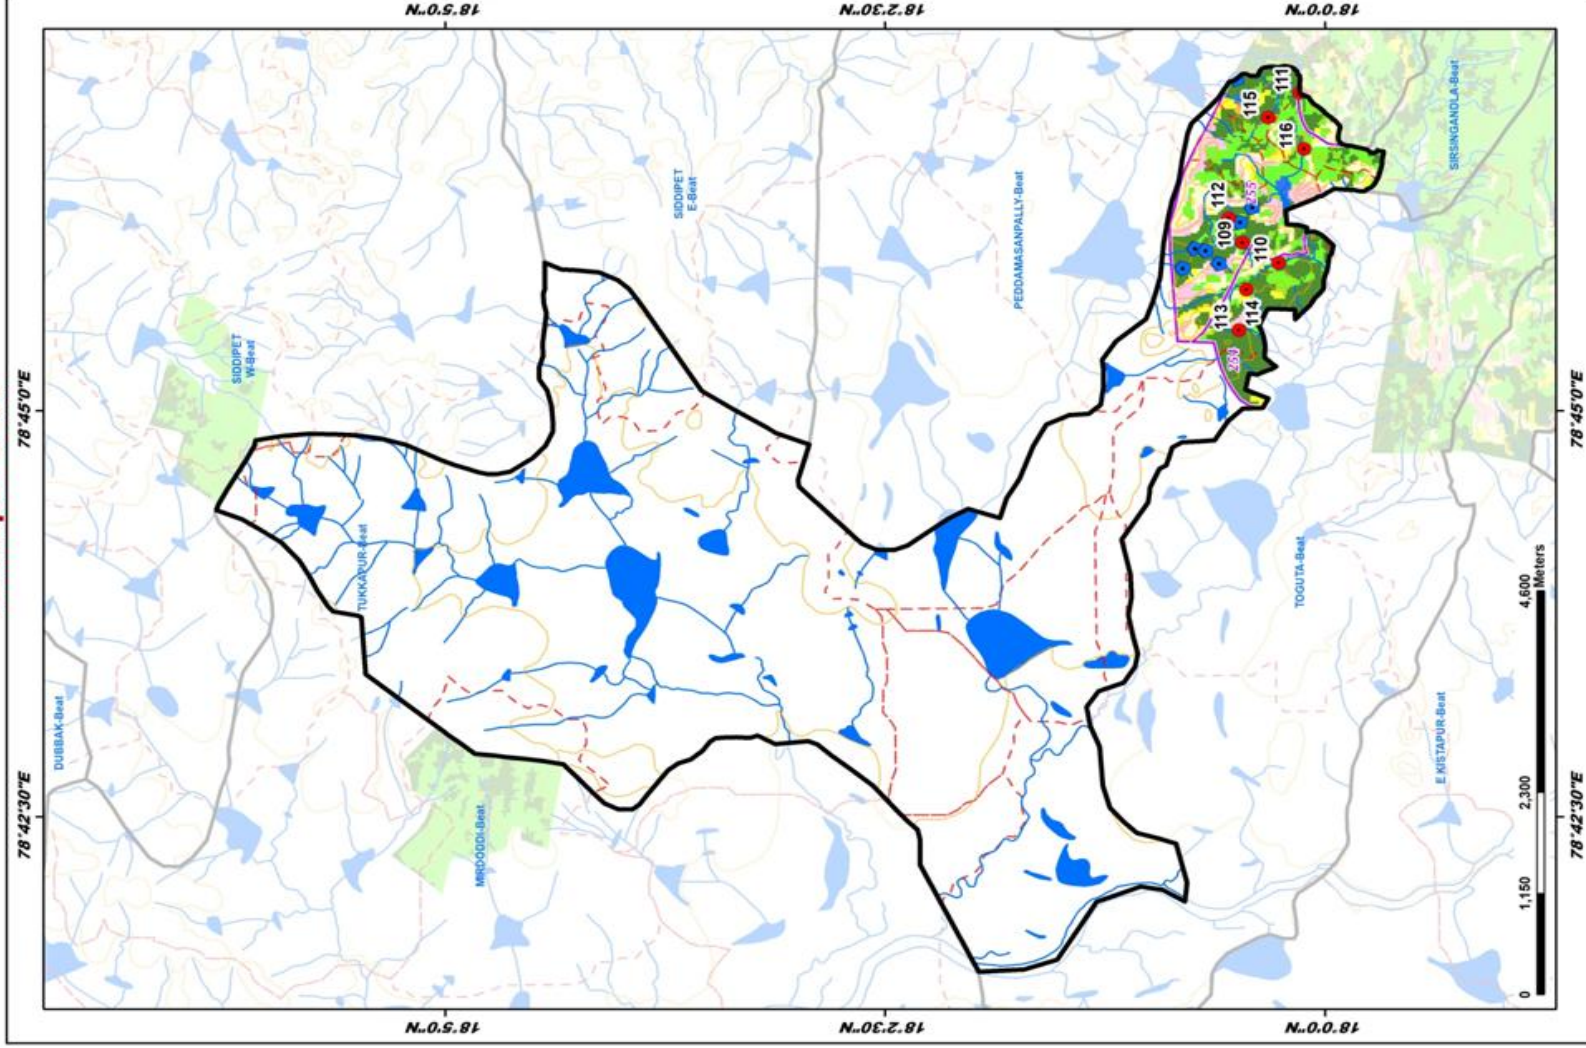 78°42'30"E
78°45'0"E
DUBBAK-Beat
SIDDIPET
W-Beat
TUKKAPUR-Beat
18°5'0"N
18°5'0"N
MIRDODDI-Beat
SIDDIPET
E-Beat
18°2'30"N
18°2'30"N
PEDDAMASANPALLY-Beat
112
109
110
113
114
115
116
111
255
254
TOGUTA-Beat
18°0'0"N
18°0'0"N
E.KISTAPUR-Beat
SIRSINGANDLA-Beat
0
1,150
2,300
4,600
Meters
78°42'30"E
78°45'0"E